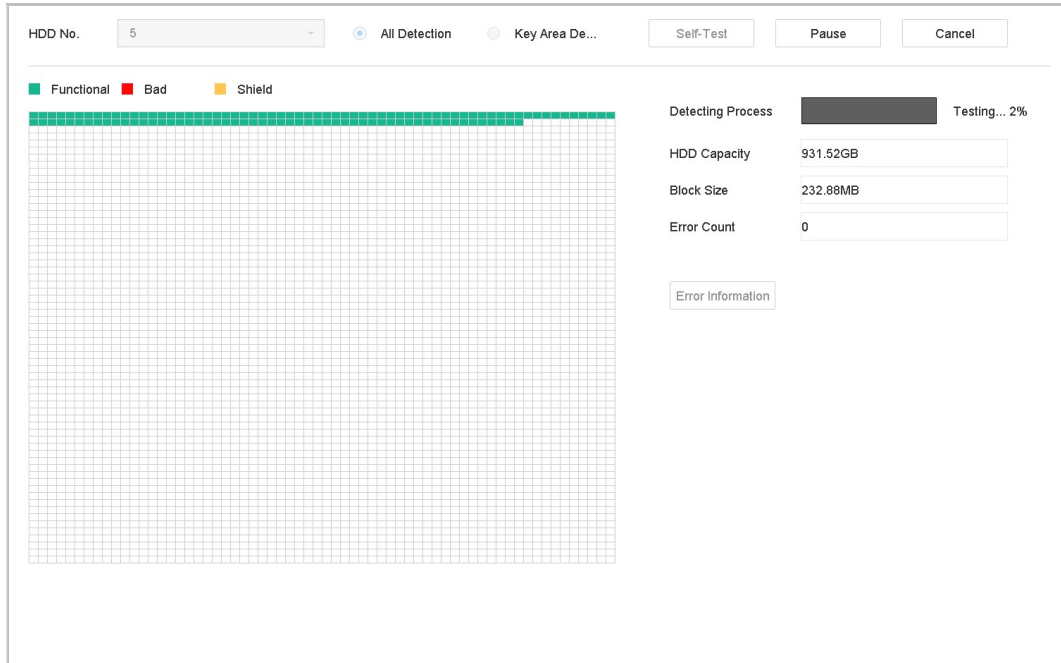 HDD No. 5 All Detection Key Area De... Self-Test Pause Cancel
Functional Bad Shield
Detecting Process Testing... 2%
HDD Capacity 931.52GB
Block Size 232.88MB
Error Count 0
Error Information